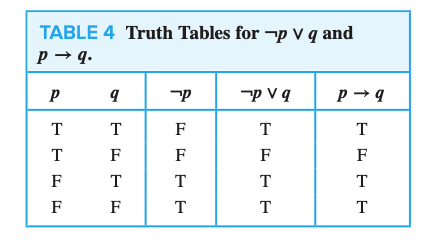 TABLE 4 Truth Tables for ¬p ∨ q and
p → q.
p q ¬p ¬p ∨ q p → q
T T F T T
T F F F F
F T T T T
F F T T T